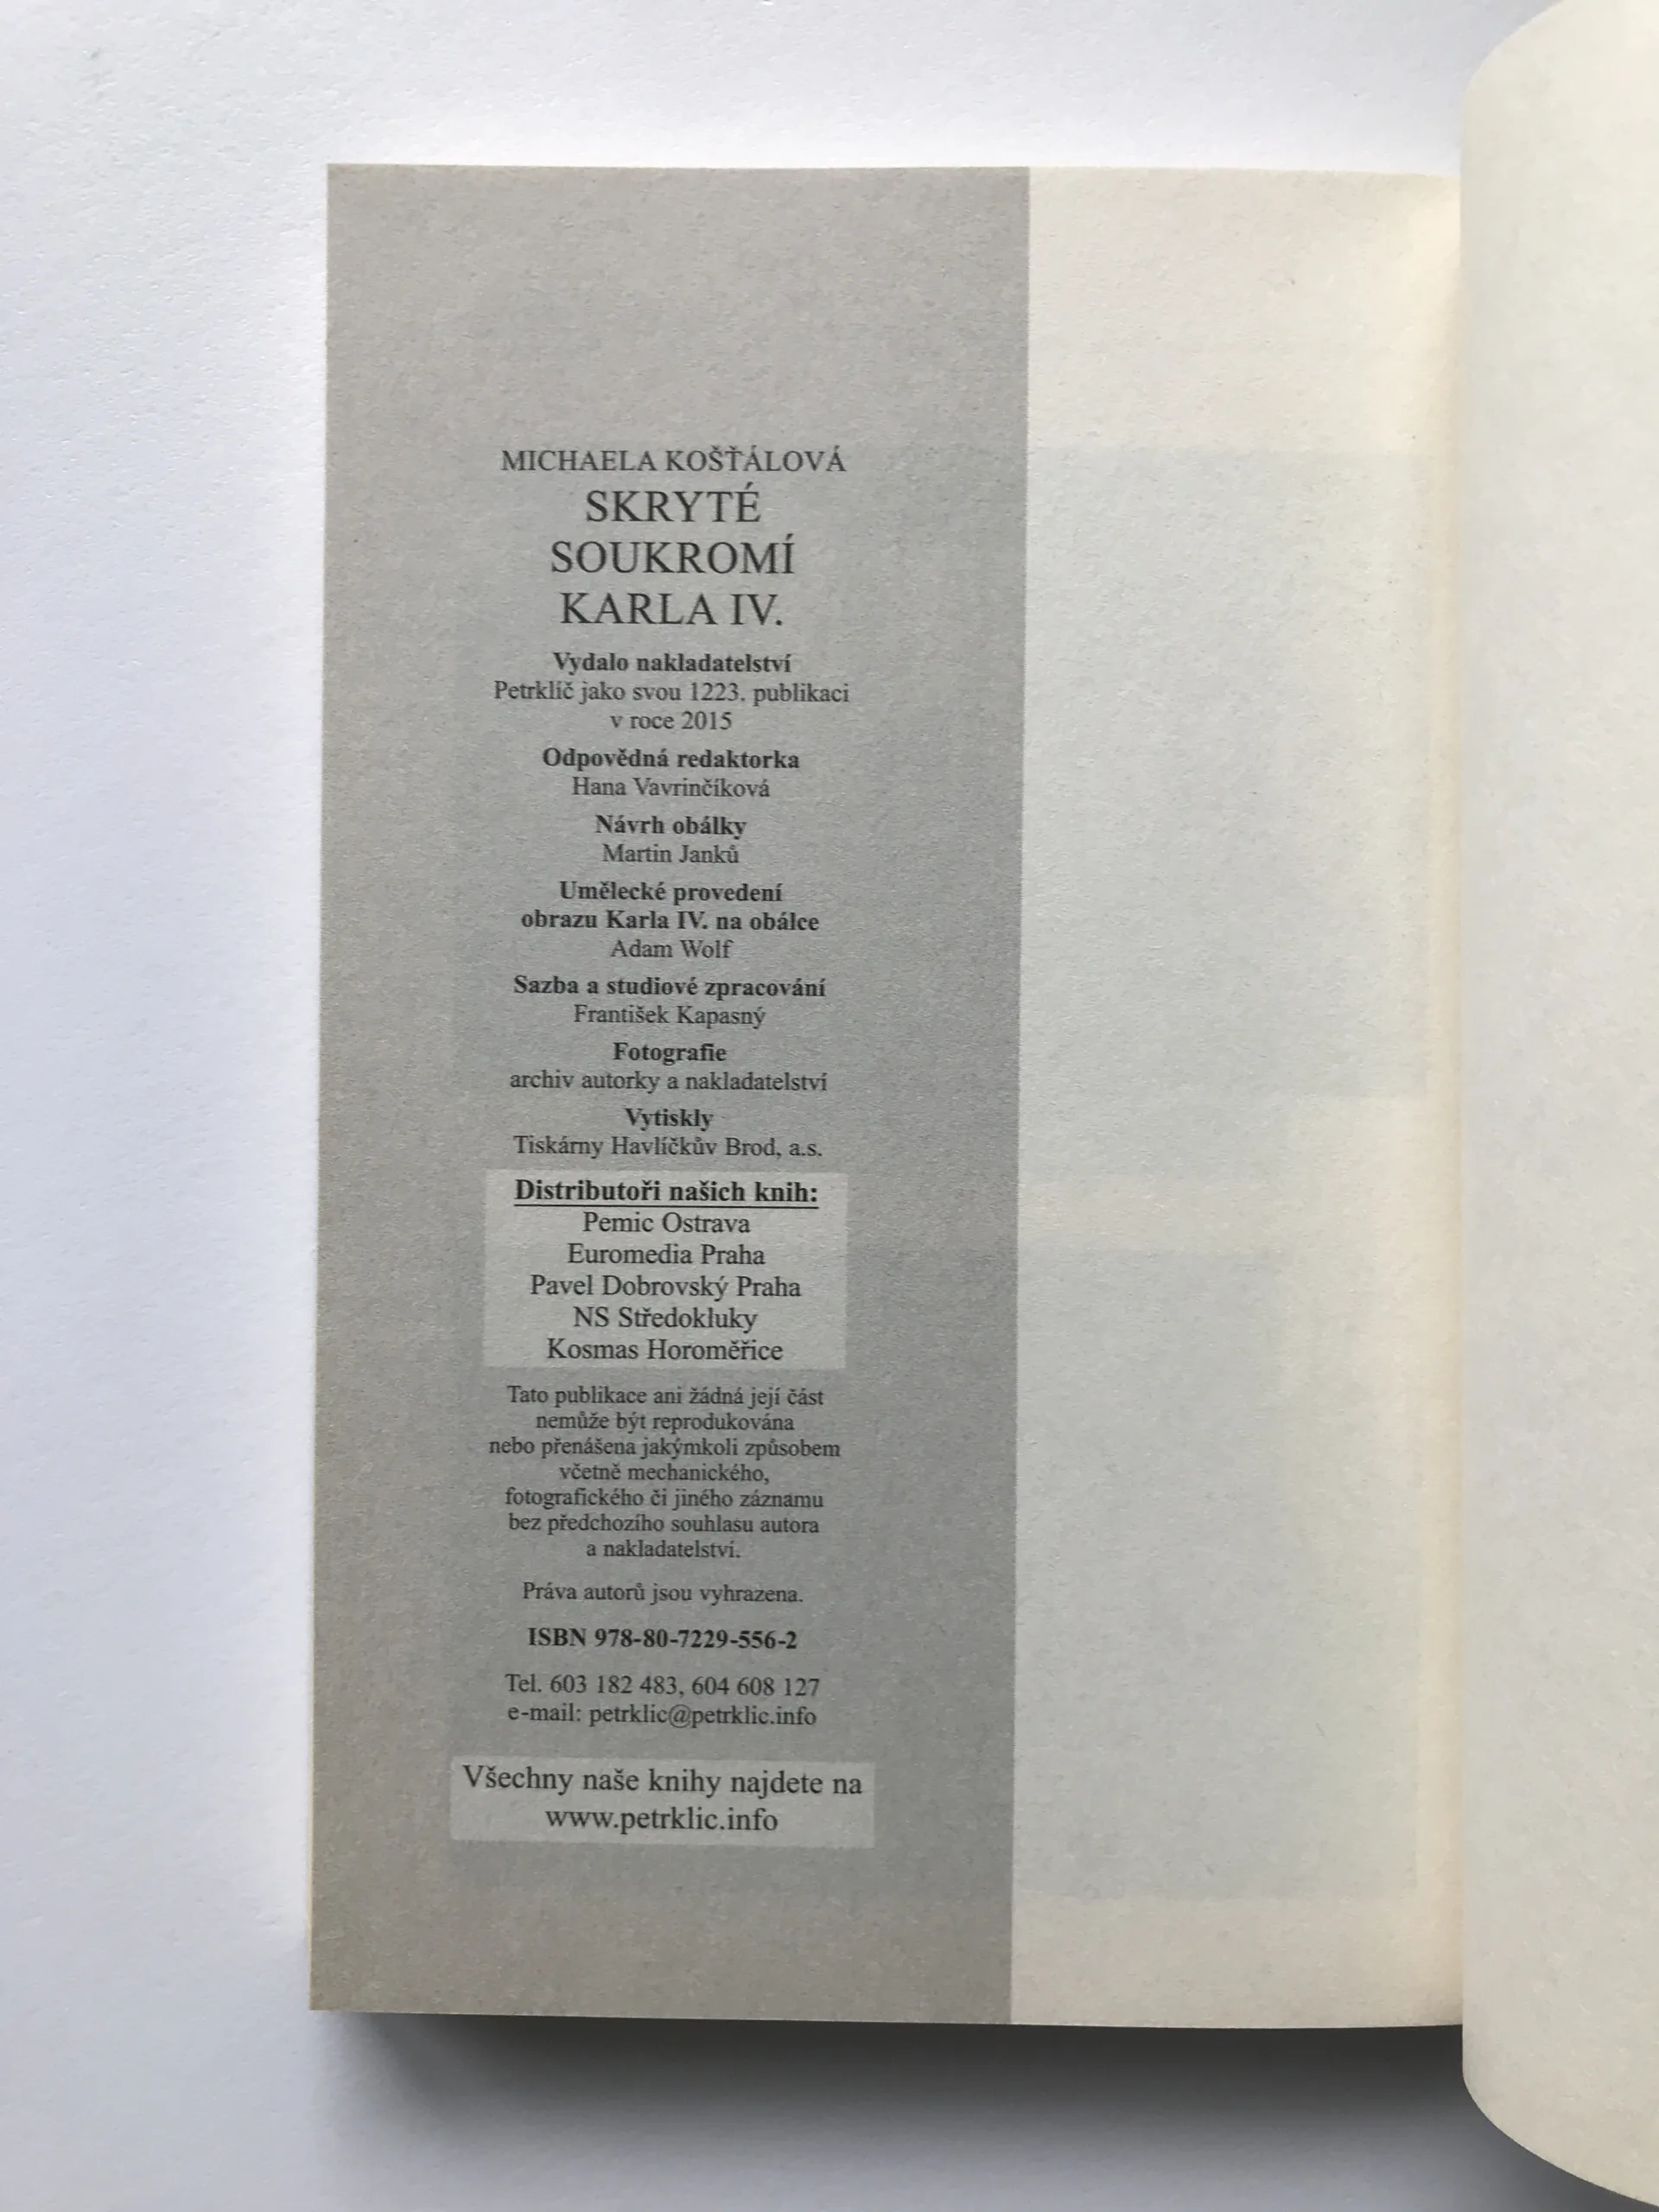 MICHAELA KOŠŤÁLOVÁ
SKRYTÉ
SOUKROMÍ
KARLA IV.
Vydalo nakladatelství
Petrklíč jako svou 1223. publikaci
v roce 2015
Odpovědná redaktorka
Hana Vavrinčíková
Návrh obálky
Martin Janků
Umělecké provedení
obrazu Karla IV. na obálce
Adam Wolf
Sazba a studiové zpracování
František Kapasný
Fotografie
archiv autorky a nakladatelství
Vytiskly
Tiskárny Havlíčkův Brod, a.s.
Distributoři našich knih:
Pemic Ostrava
Euromedia Praha
Pavel Dobrovský Praha
NS Středokluky
Kosmas Horoměřice
Tato publikace ani žádná její část
nemůže být reprodukována
nebo přenášena jakýmkoli způsobem
včetně mechanického,
fotografického či jiného záznamu
bez předchozího souhlasu autora
a nakladatelství.
Práva autorů jsou vyhrazena.
ISBN 978-80-7229-556-2
Tel. 603 182 483, 604 608 127
e-mail: petrklic@petrklic.info
Všechny naše knihy najdete na
www.petrklic.info